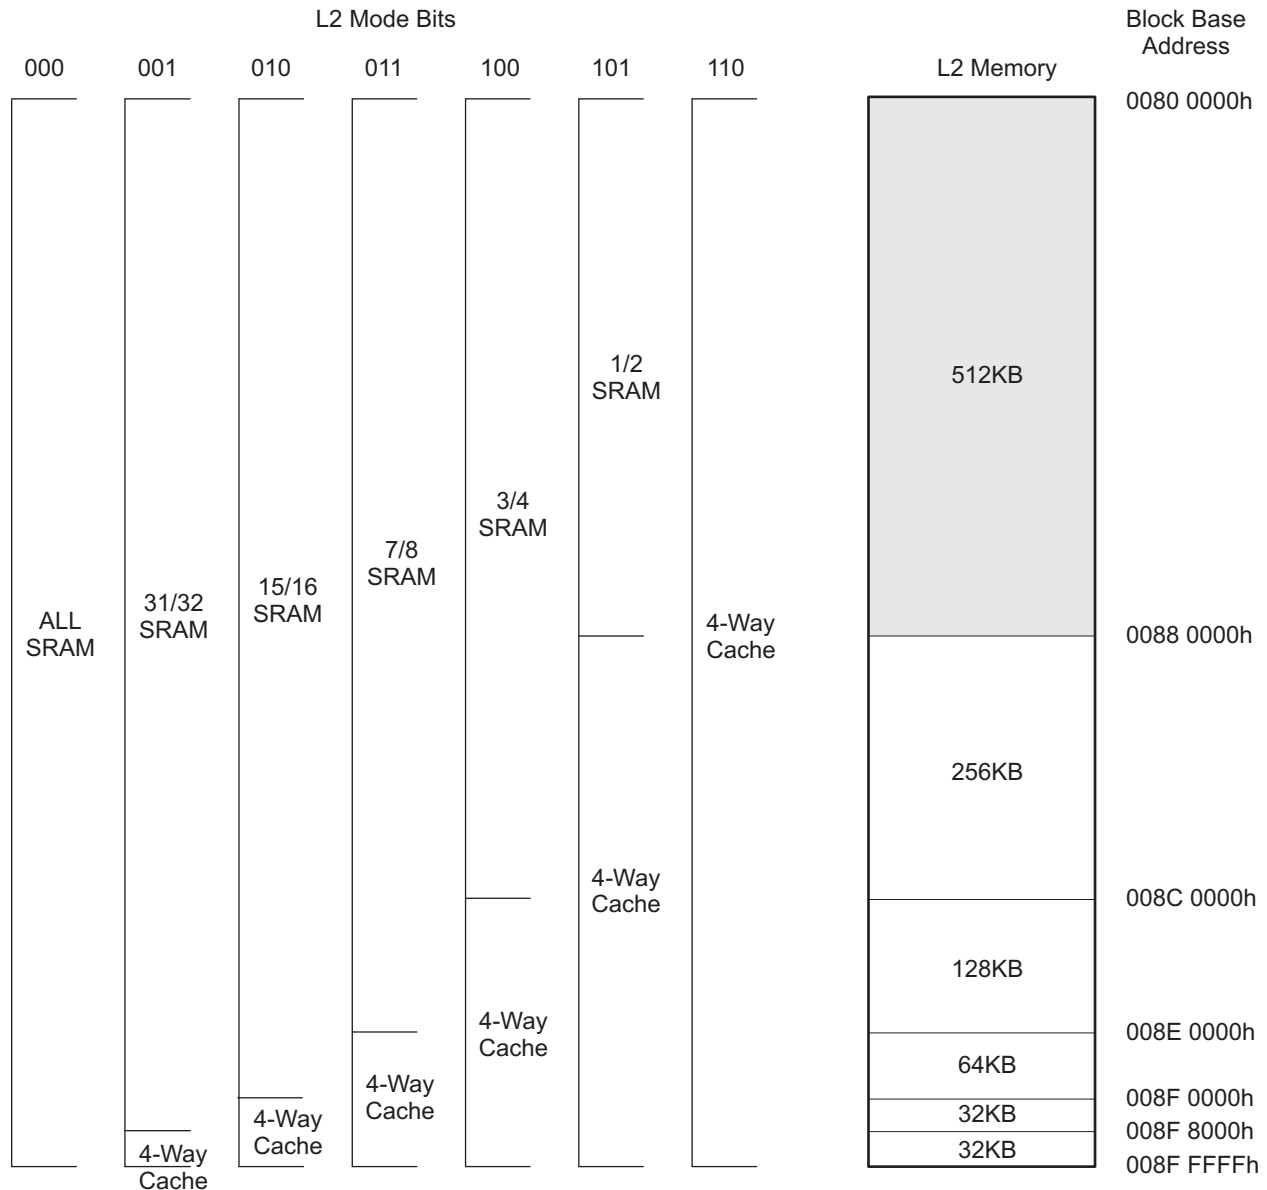 L2 Mode Bits
Block Base
Address
000 001 010 011 100 101 110
L2 Memory
0080 0000h
1/2
SRAM
512KB
3/4
SRAM
7/8
SRAM
15/16
SRAM
31/32
SRAM
ALL
SRAM
4-Way
Cache
0088 0000h
256KB
4-Way
Cache
008C 0000h
128KB
4-Way
Cache
008E 0000h
64KB
4-Way
Cache
008F 0000h
4-Way
Cache
32KB
008F 8000h
4-Way
Cache
32KB
008F FFFFh